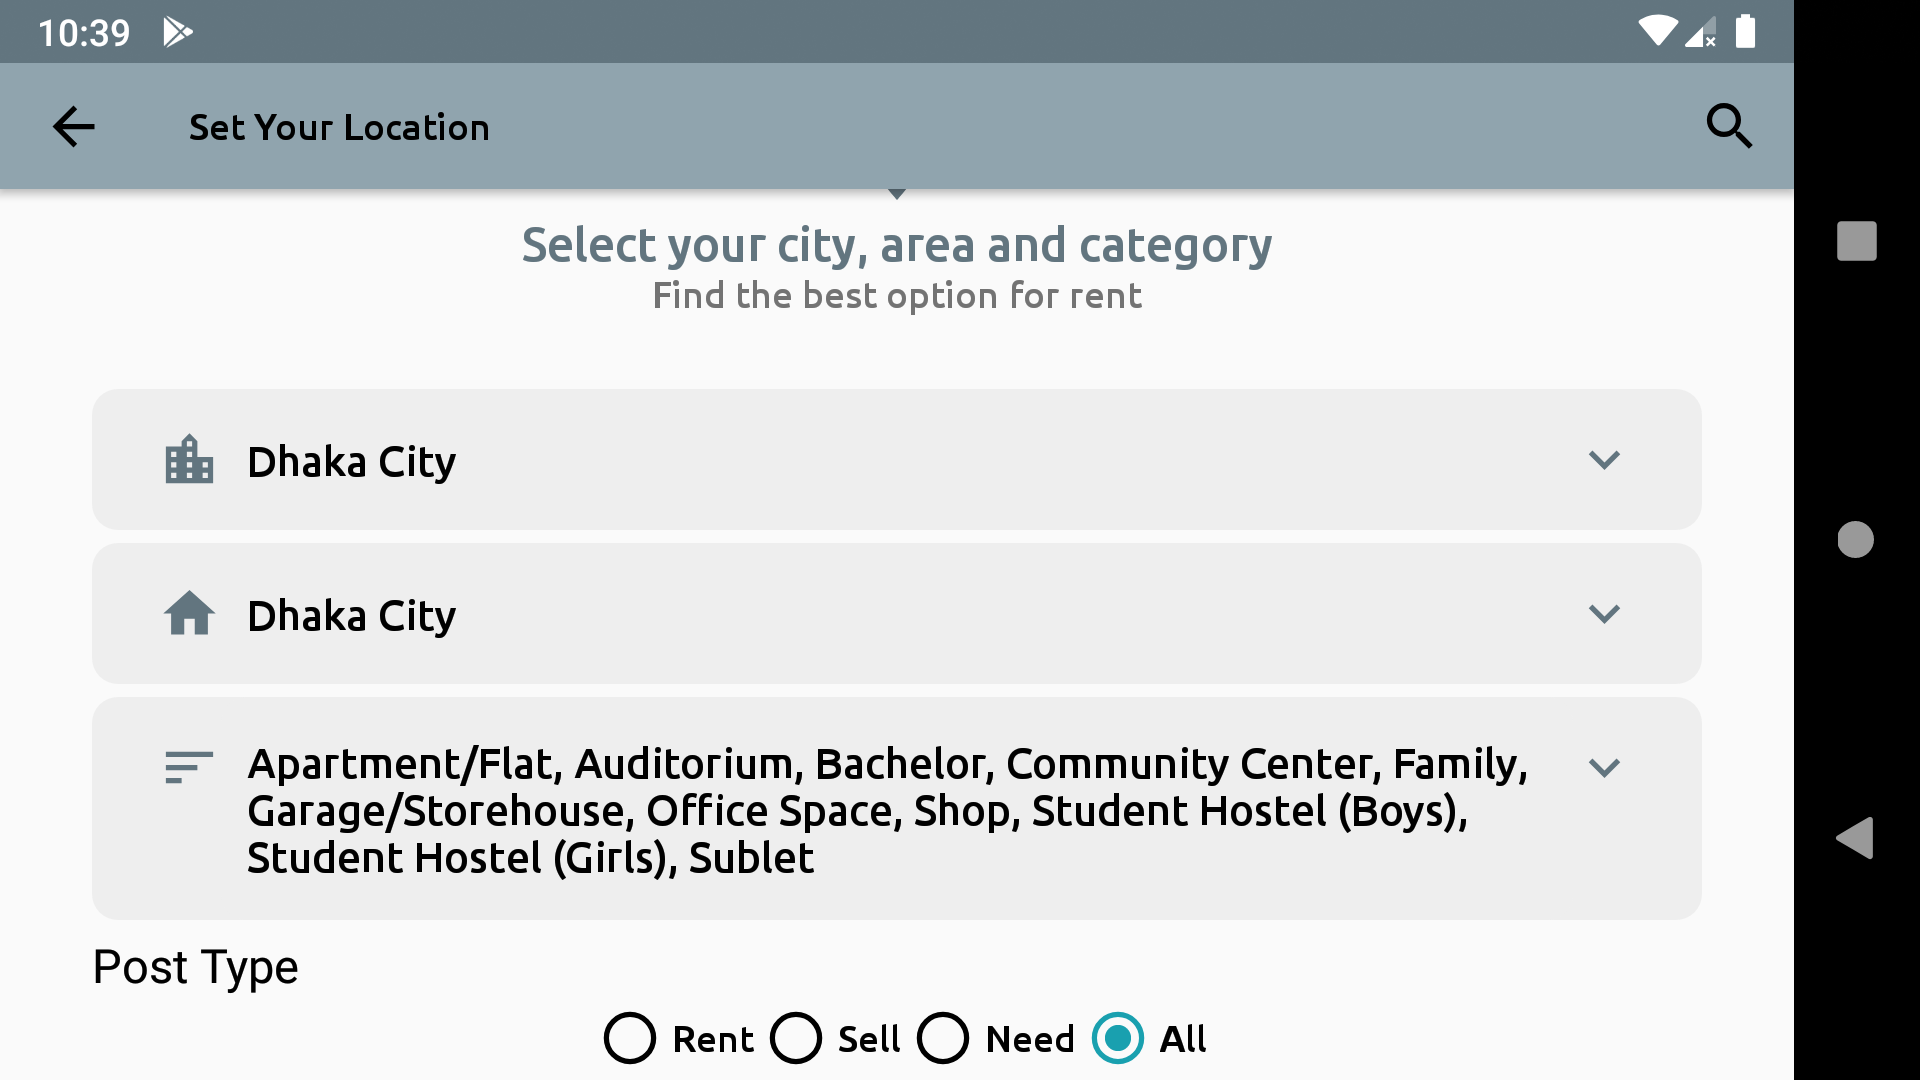 10:39
Set Your Location
Select your city, area and category
Find the best option for rent
Dhaka City
Dhaka City
Apartment/Flat, Auditorium, Bachelor, Community Center, Family,
Garage/Storehouse, Office Space, Shop, Student Hostel (Boys),
Student Hostel (Girls), Sublet
Post Type
Rent Sell Need All